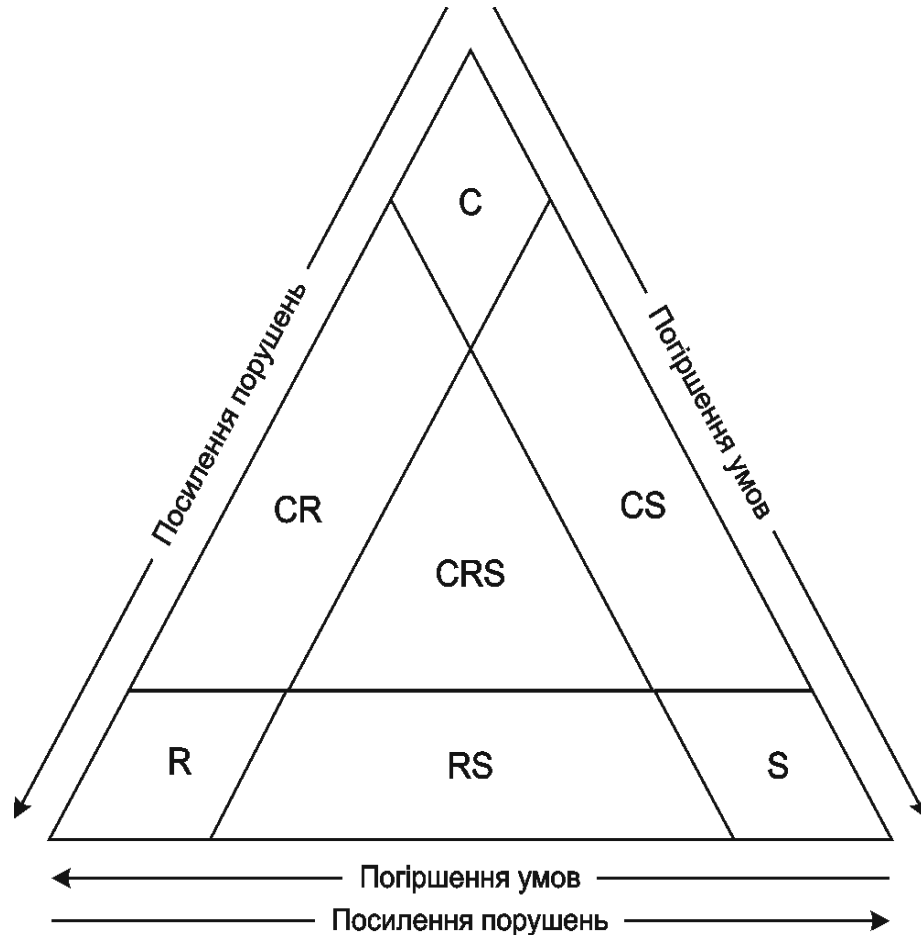 C
Посилення порушень
Погіршення умов
CR
CS
CRS
R
RS
S
Погіршення умов
Посилення порушень